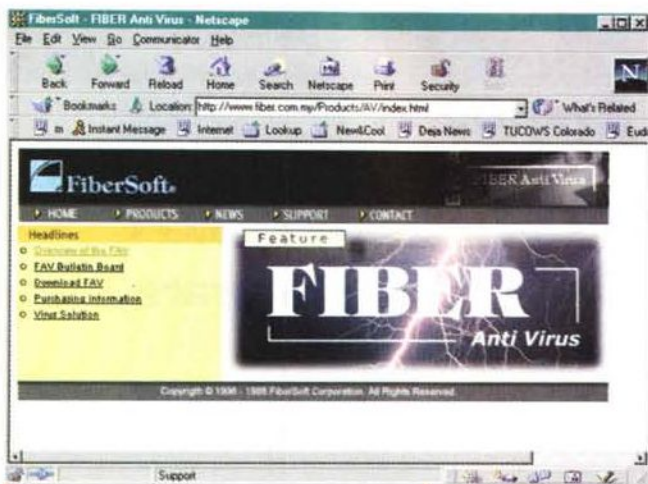 FiberSoft - FIBER Anti Virus - Netscape
File Edit View Go Communicator Help
Back Forward Reload Home Search Netscape Print Security
Bookmarks Location: http://www.fiber.com.my/Products/AV/index.html What's Related
m Instant Message Internet Lookup New&Cool Deja News TUCOWS Colorado Eud
FiberSoft
FIBER Anti Virus
HOME PRODUCTS NEWS SUPPORT CONTACT
Headlines
Overview of the FAV
FAV Bulletin Board
Download FAV
Purchasing information
Virus Solution
Feature
FIBER
Anti Virus
Copyright © 1996 - 1998 FiberSoft Corporation. All Rights Reserved.
Support